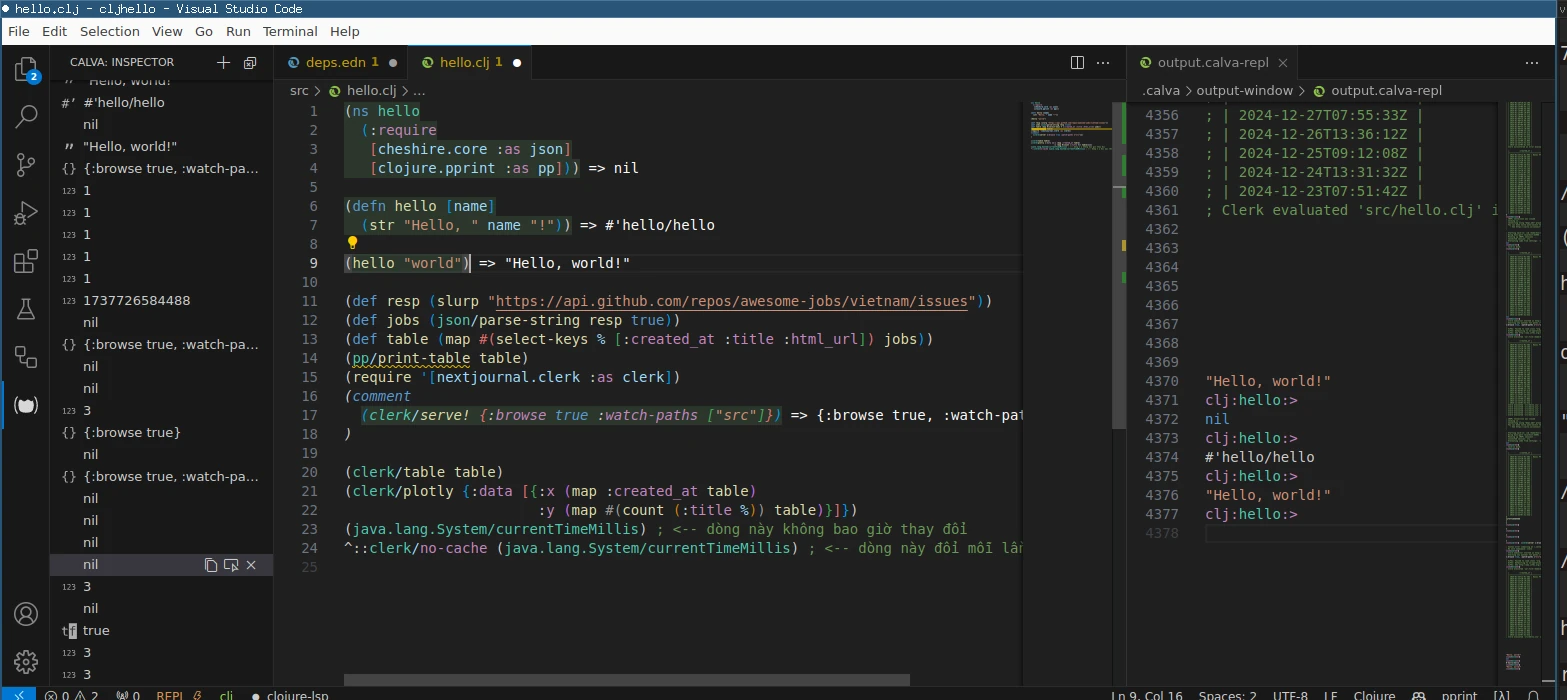 hello.clj - cljhello - Visual Studio Code
File Edit Selection View Go Run Terminal Help
2
CALVA: INSPECTOR
"Hello, world!"
#' #'hello/hello
nil
"Hello, world!"
{} {:browse true, :watch-pa...
123 1
123 1
123 1
123 1
123 1
123 1737726584488
nil
{} {:browse true, :watch-pa...
nil
nil
123 3
{} {:browse true}
nil
{} {:browse true, :watch-pa...
nil
nil
nil
nil
123 3
nil
tf true
123 3
123 3
deps.edn 1
hello.clj 1
src > hello.clj > ...
1 (ns hello
2 (:require
3 [cheshire.core :as json]
4 [clojure.pprint :as pp])) => nil
5
6 (defn hello [name]
7 (str "Hello, " name "!")) => #'hello/hello
8
9 (hello "world") => "Hello, world!"
10
11 (def resp (slurp "https://api.github.com/repos/awesome-jobs/vietnam/issues"))
12 (def jobs (json/parse-string resp true))
13 (def table (map #(select-keys % [:created_at :title :html_url]) jobs))
14 (pp/print-table table)
15 (require '[nextjournal.clerk :as clerk])
16 (comment
17 (clerk/serve! {:browse true :watch-paths ["src"]}) => {:browse true, :watch-pat
18 )
19
20 (clerk/table table)
21 (clerk/plotly {:data [{:x (map :created_at table)
22 :y (map #(count (:title %)) table)}]})
23 (java.lang.System/currentTimeMillis) ; <-- dòng này không bao giờ thay đổi
24 ^::clerk/no-cache (java.lang.System/currentTimeMillis) ; <-- dòng này đổi mỗi lần
25
output.calva-repl
.calva > output-window > output.calva-repl
4356 ; | 2024-12-27T07:55:33Z |
4357 ; | 2024-12-26T13:36:12Z |
4358 ; | 2024-12-25T09:12:08Z |
4359 ; | 2024-12-24T13:31:32Z |
4360 ; | 2024-12-23T07:51:42Z |
4361 ; Clerk evaluated 'src/hello.clj' i
4362
4363
4364
4365
4366
4367
4368
4369
4370 "Hello, world!"
4371 clj:hello:>
4372 nil
4373 clj:hello:>
4374 #'hello/hello
4375 clj:hello:>
4376 "Hello, world!"
4377 clj:hello:>
4378
0 2 0 REPL clj clojure-lsp
Ln 9, Col 16 Spaces: 2 UTF-8 LF Clojure pprint [λ]